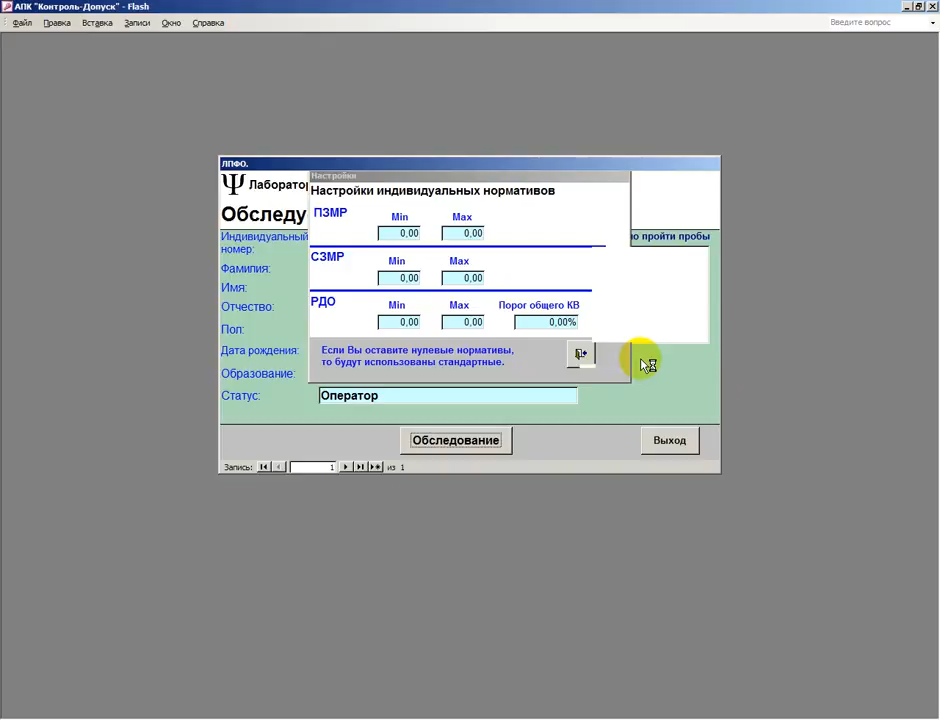 АПК "Контроль-Допуск" - Flash
Файл Правка Вставка Записи Окно Справка Введите вопрос
ЛПФО.
Ψ Лаборато
Настройки
Настройки индивидуальных нормативов
Обследу
ПЗМР Min Max
0,00 0,00
Индивидуальный номер:
о пройти пробы
СЗМР Min Max
0,00 0,00
Фамилия:
Имя:
РДО Min Max Порог общего КВ
0,00 0,00 0,00%
Отчество:
Пол:
Если Вы оставите нулевые нормативы,
то будут использованы стандартные.
Дата рождения:
Образование:
Статус: Оператор
Обследование Выход
Запись: 1 из 1